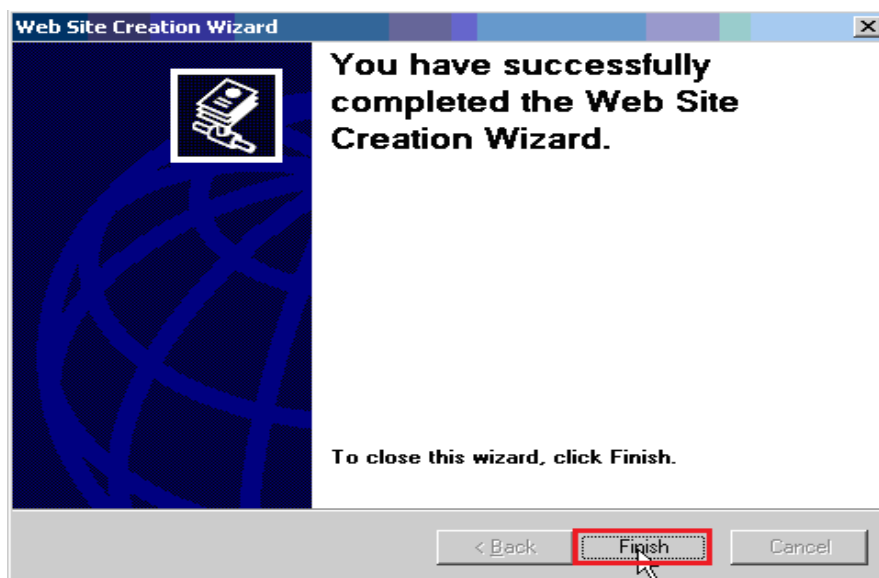 Web Site Creation Wizard
You have successfully
completed the Web Site
Creation Wizard.
To close this wizard, click Finish.
< Back
Finish
Cancel